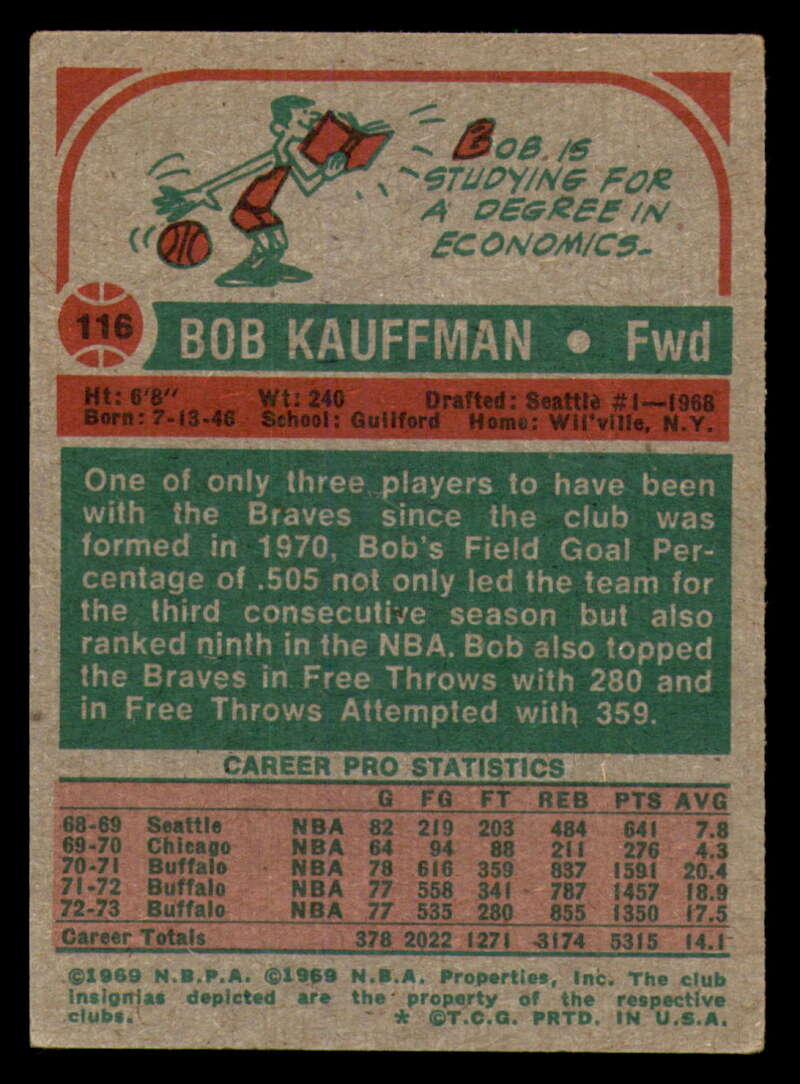 BOB IS
STUDYING FOR
A DEGREE IN
ECONOMICS_
116 BOB KAUFFMAN • Fwd
Ht: 6'8" Wt: 240 Drafted: Seattle #1—1968
Born: 7-13-46 School: Guilford Home: Wil'ville, N.Y.
One of only three players to have been
with the Braves since the club was
formed in 1970, Bob's Field Goal Per-
centage of .505 not only led the team for
the third consecutive season but also
ranked ninth in the NBA. Bob also topped
the Braves in Free Throws with 280 and
in Free Throws Attempted with 359.
CAREER PRO STATISTICS
G FG FT REB PTS AVG
68-69 Seattle NBA 82 219 203 484 641 7.8
69-70 Chicago NBA 64 94 88 211 276 4.3
70-71 Buffalo NBA 78 616 359 837 1591 20.4
71-72 Buffalo NBA 77 558 341 787 1457 18.9
72-73 Buffalo NBA 77 535 280 855 1350 17.5
Career Totals 378 2022 1271 3174 5315 14.1
©1969 N.B.P.A. ©1969 N.B.A. Properties, Inc. The club
insignias depicted are the property of the respective
clubs. * ©T.C.G. PRTD. IN U.S.A.